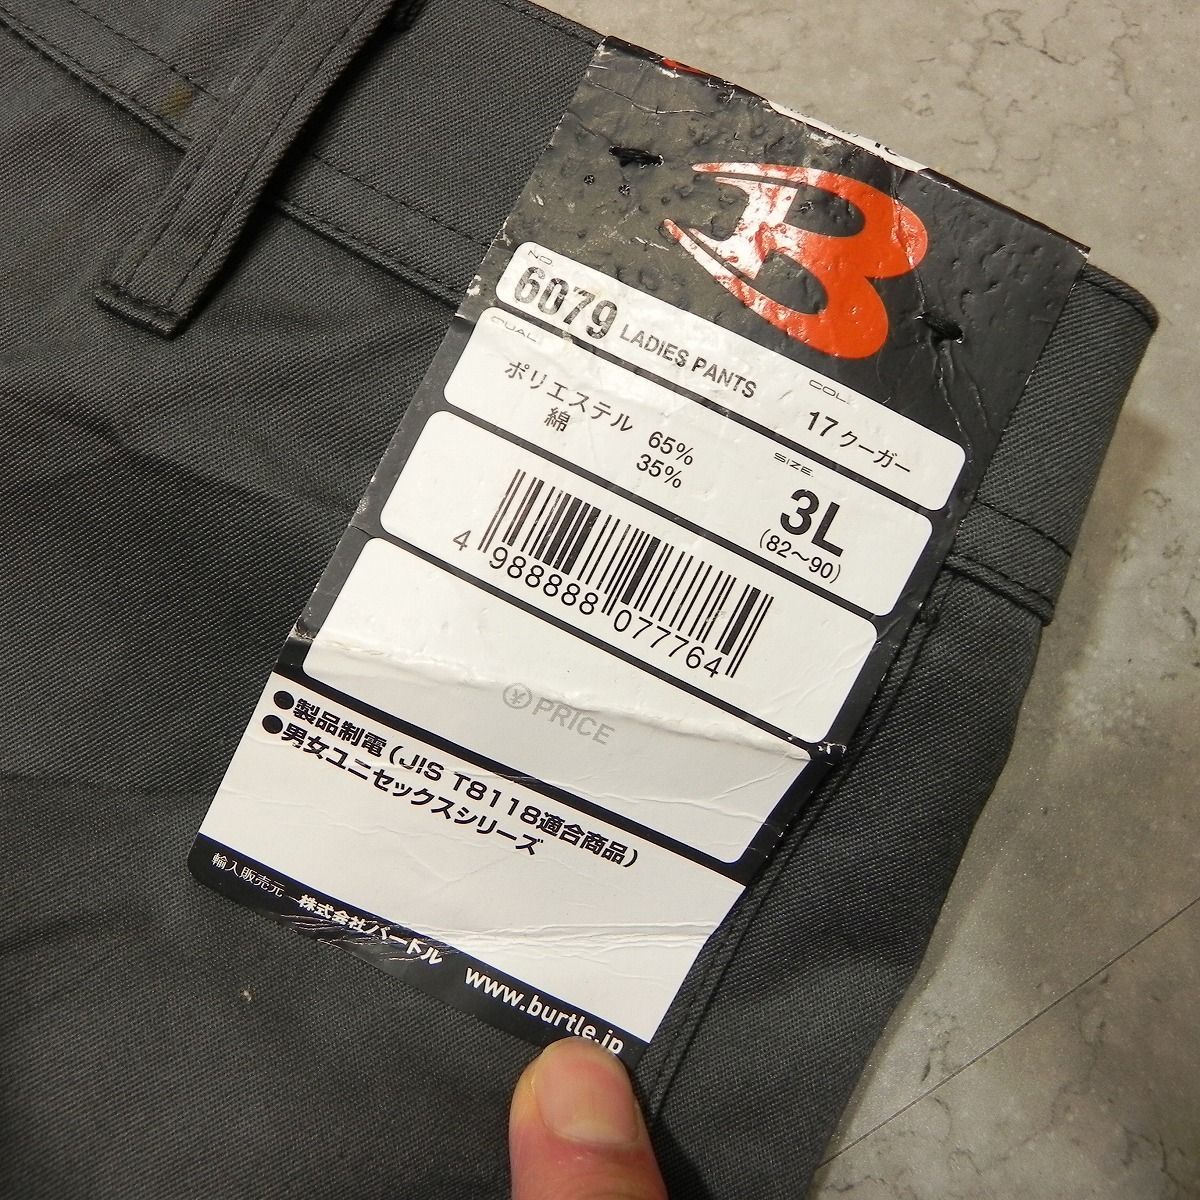 NO.
6079 LADIES PANTS
COL.
17 クーガー
QUAL.
ポリエステル 65%
綿 35%
SIZE
3L
(82～90)
4 988888 077764
PRICE
●製品制電(JIS T8118適合商品)
●男女ユニセックスシリーズ
輸入販売元 株式会社バートル www.burtle.jp